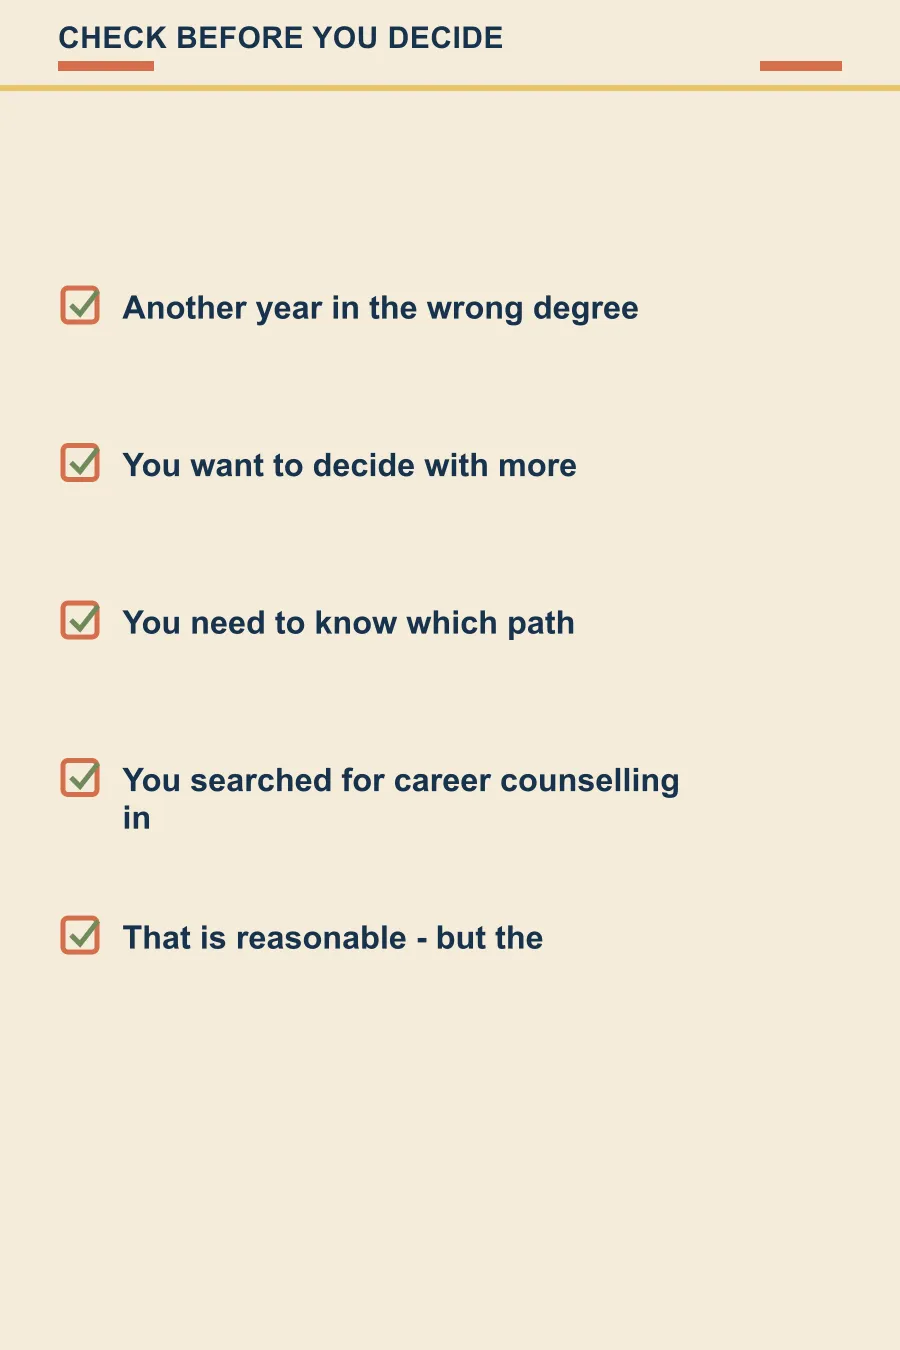 CHECK BEFORE YOU DECIDE
Another year in the wrong degree
You want to decide with more
You need to know which path
You searched for career counselling
in
That is reasonable - but the